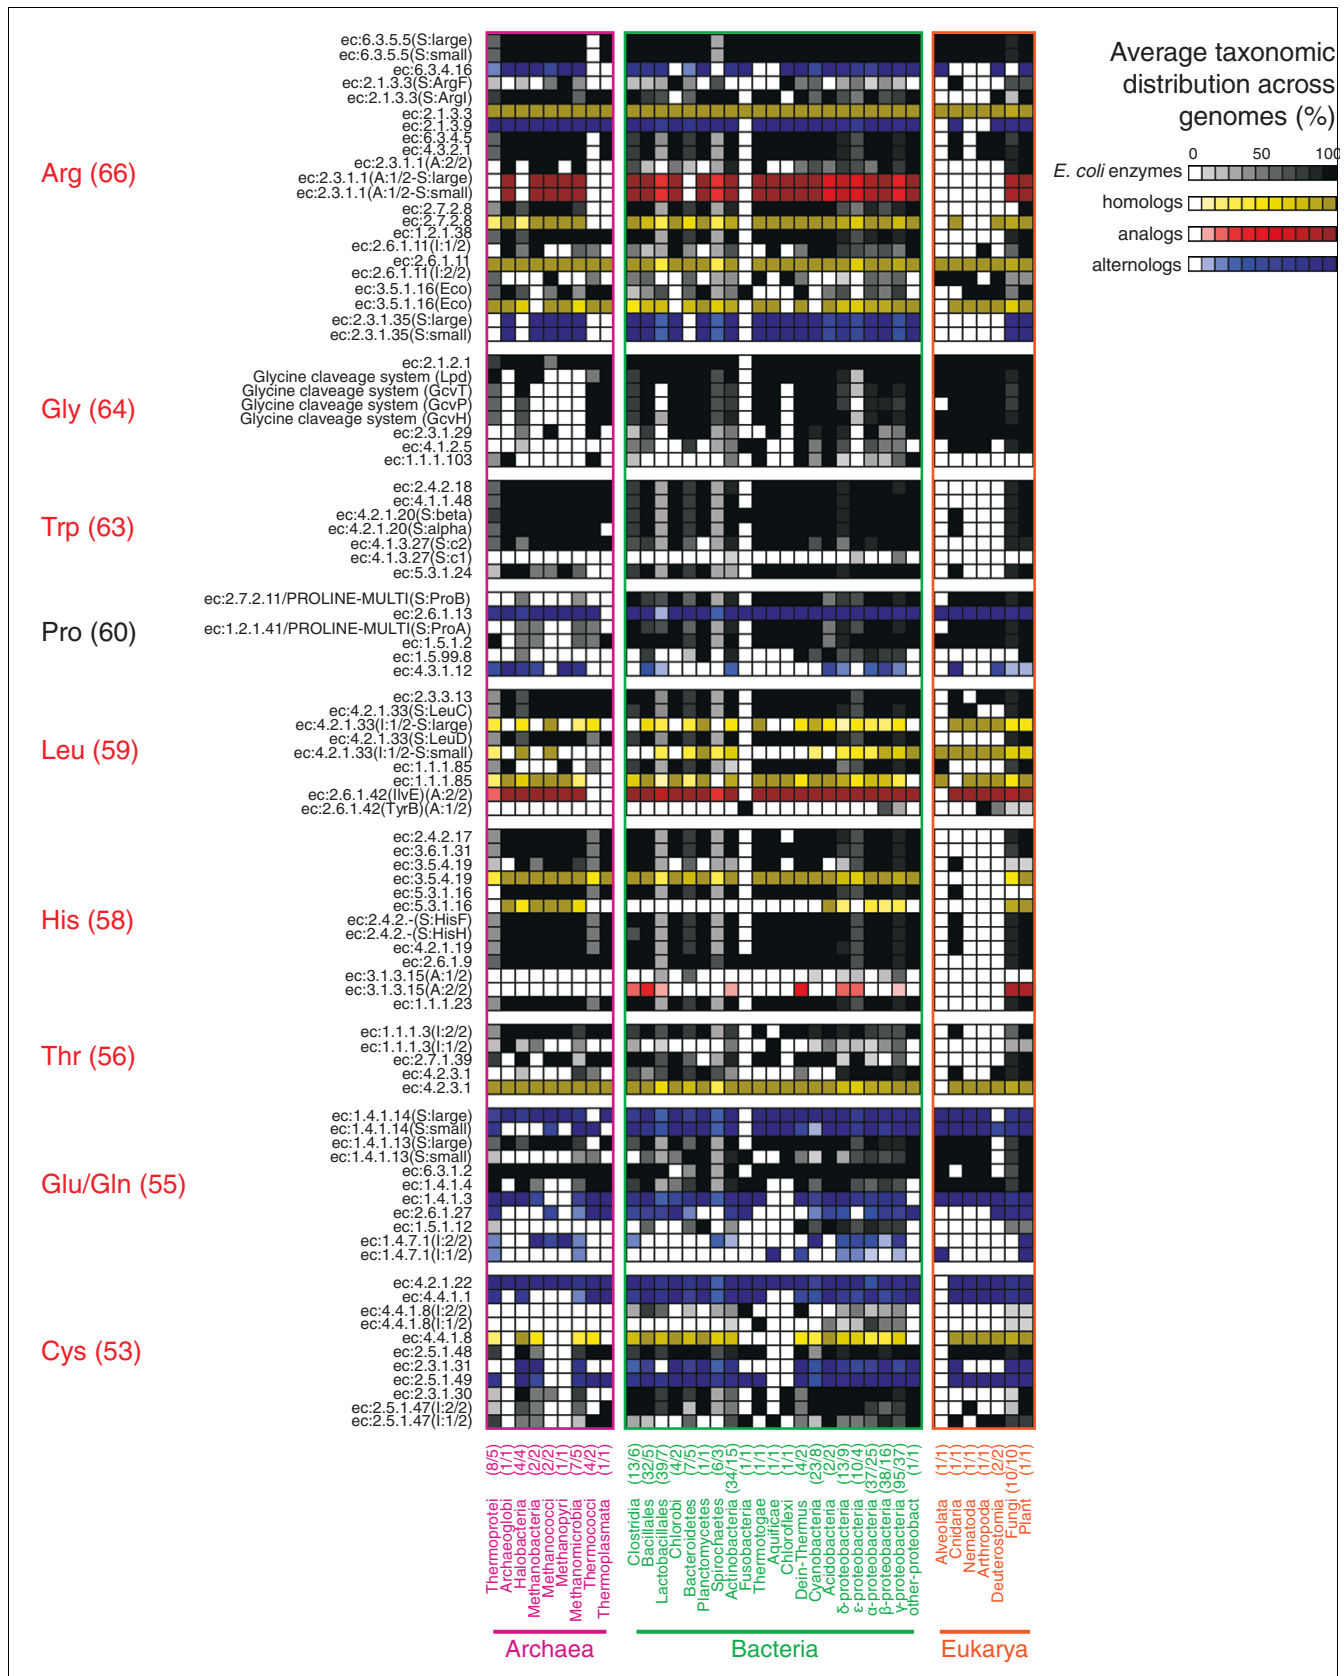 Average taxonomic
distribution across
genomes (%)
0 50 100
E. coli enzymes
homologs
analogs
alternologs
Arg (66)
ec:6.3.5.5(S:large)
ec:6.3.5.5(S:small)
ec:6.3.4.16
ec:2.1.3.3(S:ArgF)
ec:2.1.3.3(S:ArgI)
ec:2.1.3.3
ec:2.1.3.9
ec:6.3.4.5
ec:4.3.2.1
ec:2.3.1.1(A:2/2)
ec:2.3.1.1(A:1/2-S:large)
ec:2.3.1.1(A:1/2-S:small)
ec:2.7.2.8
ec:2.7.2.8
ec:1.2.1.38
ec:2.6.1.11(I:1/2)
ec:2.6.1.11
ec:2.6.1.11(I:2/2)
ec:3.5.1.16(Eco)
ec:3.5.1.16(Eco)
ec:2.3.1.35(S:large)
ec:2.3.1.35(S:small)
Gly (64)
ec:2.1.2.1
Glycine claveage system (Lpd)
Glycine claveage system (GcvT)
Glycine claveage system (GcvP)
Glycine claveage system (GcvH)
ec:2.3.1.29
ec:4.1.2.5
ec:1.1.1.103
Trp (63)
ec:2.4.2.18
ec:4.1.1.48
ec:4.2.1.20(S:beta)
ec:4.2.1.20(S:alpha)
ec:4.1.3.27(S:c2)
ec:4.1.3.27(S:c1)
ec:5.3.1.24
Pro (60)
ec:2.7.2.11/PROLINE-MULTI(S:ProB)
ec:2.6.1.13
ec:1.2.1.41/PROLINE-MULTI(S:ProA)
ec:1.5.1.2
ec:1.5.99.8
ec:4.3.1.12
Leu (59)
ec:2.3.3.13
ec:4.2.1.33(S:LeuC)
ec:4.2.1.33(I:1/2-S:large)
ec:4.2.1.33(S:LeuD)
ec:4.2.1.33(I:1/2-S:small)
ec:1.1.1.85
ec:1.1.1.85
ec:2.6.1.42(IlvE)(A:2/2)
ec:2.6.1.42(TyrB)(A:1/2)
His (58)
ec:2.4.2.17
ec:3.6.1.31
ec:3.5.4.19
ec:3.5.4.19
ec:5.3.1.16
ec:5.3.1.16
ec:2.4.2.-(S:HisF)
ec:2.4.2.-(S:HisH)
ec:4.2.1.19
ec:2.6.1.9
ec:3.1.3.15(A:1/2)
ec:3.1.3.15(A:2/2)
ec:1.1.1.23
Thr (56)
ec:1.1.1.3(I:2/2)
ec:1.1.1.3(I:1/2)
ec:2.7.1.39
ec:4.2.3.1
ec:4.2.3.1
Glu/Gln (55)
ec:1.4.1.14(S:large)
ec:1.4.1.14(S:small)
ec:1.4.1.13(S:large)
ec:1.4.1.13(S:small)
ec:6.3.1.2
ec:1.4.1.4
ec:1.4.1.3
ec:2.6.1.27
ec:1.5.1.12
ec:1.4.7.1(I:2/2)
ec:1.4.7.1(I:1/2)
Cys (53)
ec:4.2.1.22
ec:4.4.1.1
ec:4.4.1.8(I:2/2)
ec:4.4.1.8(I:1/2)
ec:4.4.1.8
ec:2.5.1.48
ec:2.3.1.31
ec:2.5.1.49
ec:2.3.1.30
ec:2.5.1.47(I:2/2)
ec:2.5.1.47(I:1/2)
Thermoprotei (8/5)
Archaeoglobi (1/1)
Halobacteria (4/4)
Methanobacteria (2/2)
Methanococci (2/2)
Methanopyri (1/1)
Methanomicrobia (7/5)
Thermococci (4/2)
Thermoplasmata (1/1)
Clostridia (13/6)
Bacillales (32/5)
Lactobacillales (39/7)
Chlorobi (4/2)
Bacteroidetes (7/5)
Planctomycetes (1/1)
Spirochaetes (6/3)
Actinobacteria (34/15)
Fusobacteria (1/1)
Thermotogae (1/1)
Aquificae (1/1)
Chloroflexi (1/1)
Dein-Thermus (4/2)
Cyanobacteria (23/8)
Acidobacteria (2/2)
δ-proteobacteria (13/9)
ε-proteobacteria (10/4)
α-proteobacteria (37/25)
β-proteobacteria (38/16)
γ-proteobacteria (95/37)
other-proteobact (1/1)
Alveolata (1/1)
Cnidaria (1/1)
Nematoda (1/1)
Arthropoda (1/1)
Deuterostomia (2/2)
Fungi (10/10)
Plant (1/1)
Archaea
Bacteria
Eukarya